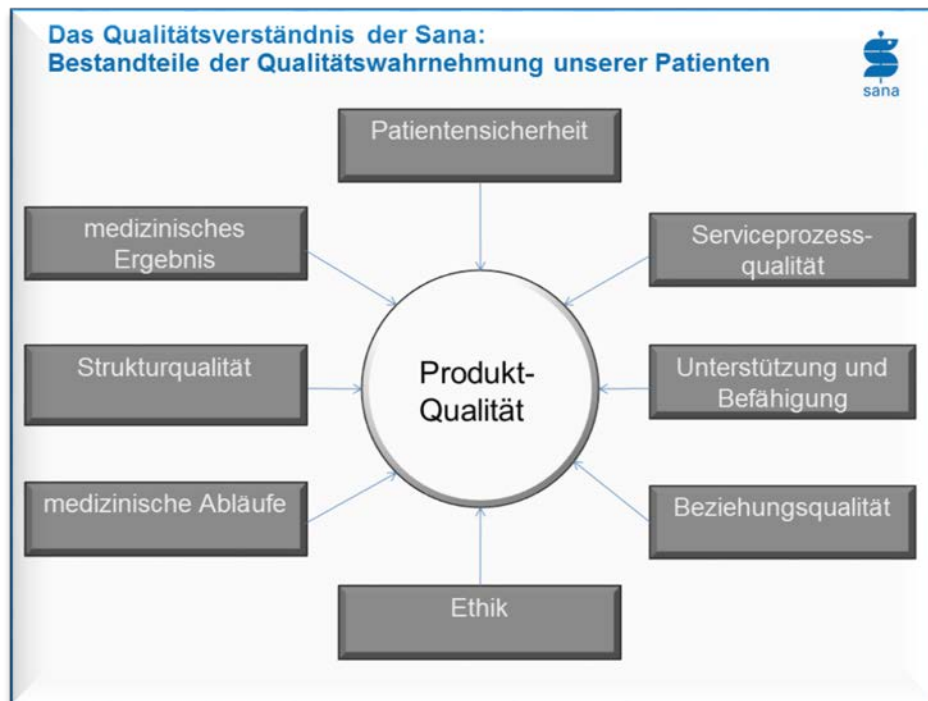 Das Qualitätsverständnis der Sana:
Bestandteile der Qualitätswahrnehmung unserer Patienten
sana
Patientensicherheit
medizinisches
Ergebnis
Serviceprozess-
qualität
Strukturqualität
Produkt-
Qualität
Unterstützung und
Befähigung
medizinische Abläufe
Beziehungsqualität
Ethik